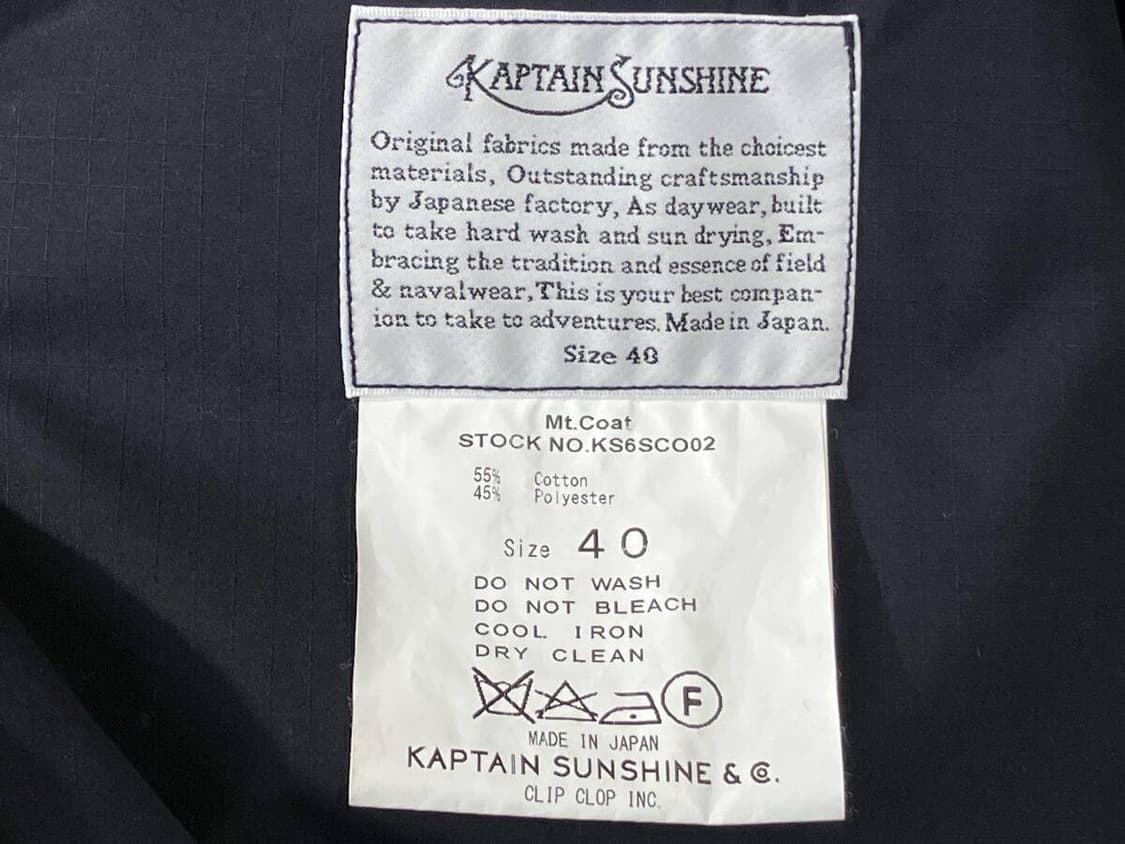 KAPTAIN SUNSHINE
Original fabrics made from the choicest
materials, Outstanding craftsmanship
by Japanese factory, As daywear, built
to take hard wash and sun drying, Em-
bracing the tradition and essence of field
& navalwear, This is your best compan-
ion to take to adventures. Made in Japan.
Size 40
Mt.Coat
STOCK NO.KS6SCO02
55% Cotton
45% Polyester
Size 40
DO NOT WASH
DO NOT BLEACH
COOL IRON
DRY CLEAN
F
MADE IN JAPAN
KAPTAIN SUNSHINE & Co.
CLIP CLOP INC.